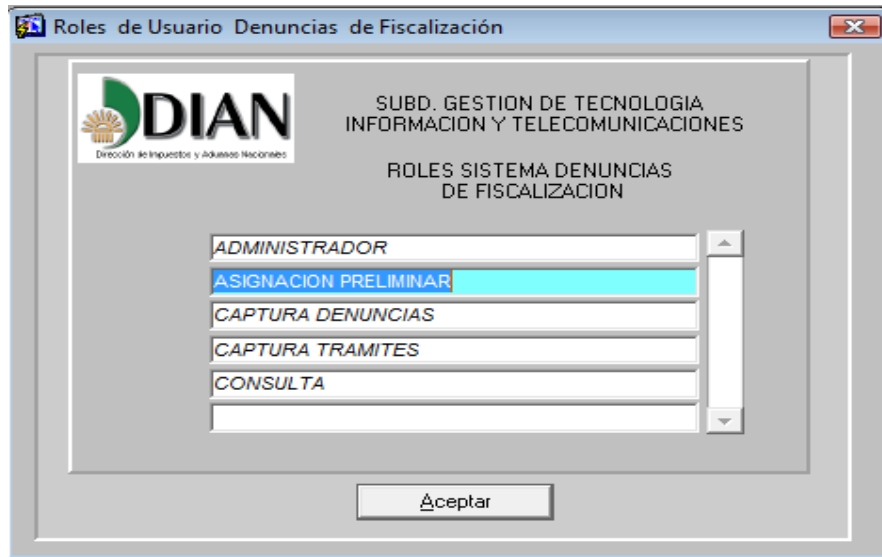 Roles de Usuario Denuncias de Fiscalización
DIAN
Dirección de Impuestos y Aduanas Nacionales
SUBD. GESTION DE TECNOLOGIA
INFORMACION Y TELECOMUNICACIONES
ROLES SISTEMA DENUNCIAS
DE FISCALIZACION
ADMINISTRADOR
ASIGNACION PRELIMINAR
CAPTURA DENUNCIAS
CAPTURA TRAMITES
CONSULTA
Aceptar